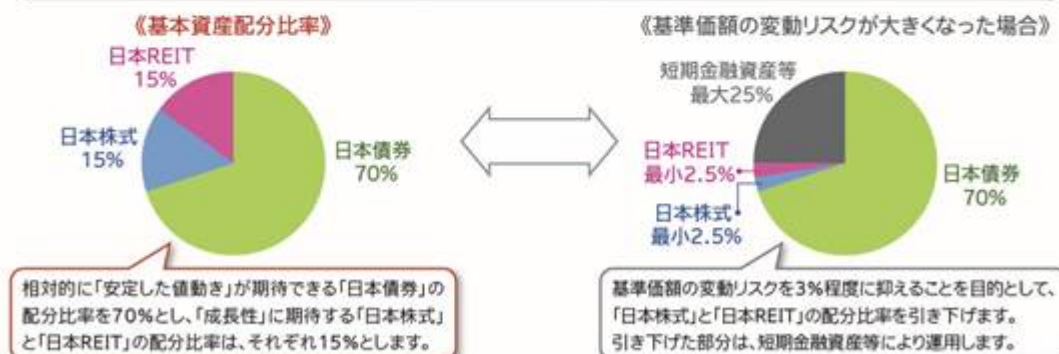 《基本資産配分比率》
日本REIT
15%
日本株式
15%
日本債券
70%
相対的に「安定した値動き」が期待できる「日本債券」の
配分比率を70%とし、「成長性」に期待する「日本株式」
と「日本REIT」の配分比率は、それぞれ15%とします。
《基準価額の変動リスクが大きくなった場合》
短期金融資産等
最大25%
日本REIT
最小2.5%
日本株式
最小2.5%
日本債券
70%
基準価額の変動リスクを3%程度に抑えることを目的として、
「日本株式」と「日本REIT」の配分比率を引き下げます。
引き下げた部分は、短期金融資産等により運用します。